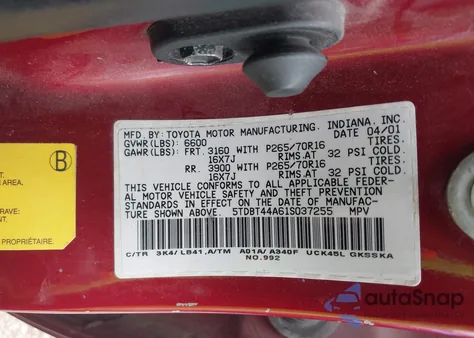 MFD. BY: TOYOTA MOTOR MANUFACTURING. INDIANA, INC.
GVWR(LBS): 6600 DATE 04/01
GAWR(LBS): FRT. 3160 WITH P265/70R16 TIRES.
16X7J RIMS.AT 32 PSI COLD.
RR. 3900 WITH P265/70R16 TIRES.
16X7J RIMS.AT 32 PSI COLD.
THIS VEHICLE CONFORMS TO ALL APPLICABLE FEDER-
AL MOTOR VEHICLE SAFETY AND THEFT PREVENTION
STANDARDS IN EFFECT ON THE DATE OF MANUFAC-
TURE SHOWN ABOVE. 5TDBT44A61S037255 MPV
C/TR 3K4/ LB41,A/TM A01A/ A340F UCK45L GKSSKA
NO.992
B
AREA.
autoSnap